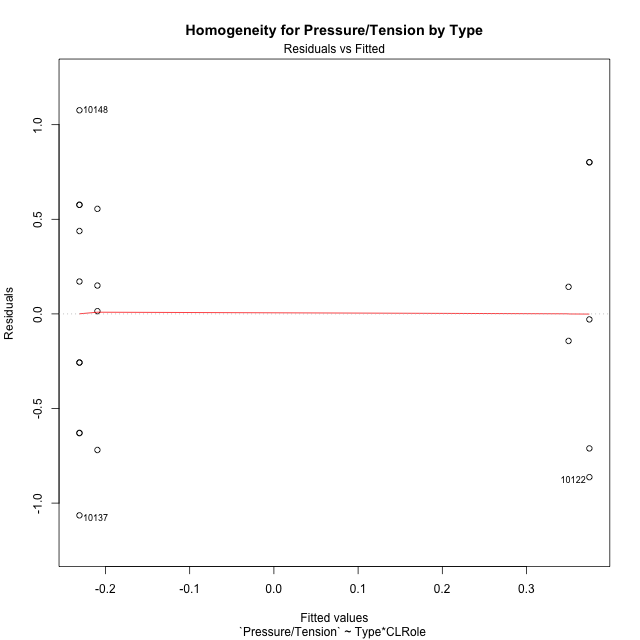 Homogeneity for Pressure/Tension by Type
Residuals vs Fitted
10148
1.0
0.5
0.0
-0.5
-1.0
Residuals
10122
10137
-0.2
-0.1
0.0
0.1
0.2
0.3
Fitted values
`Pressure/Tension` ~ Type*CLRole